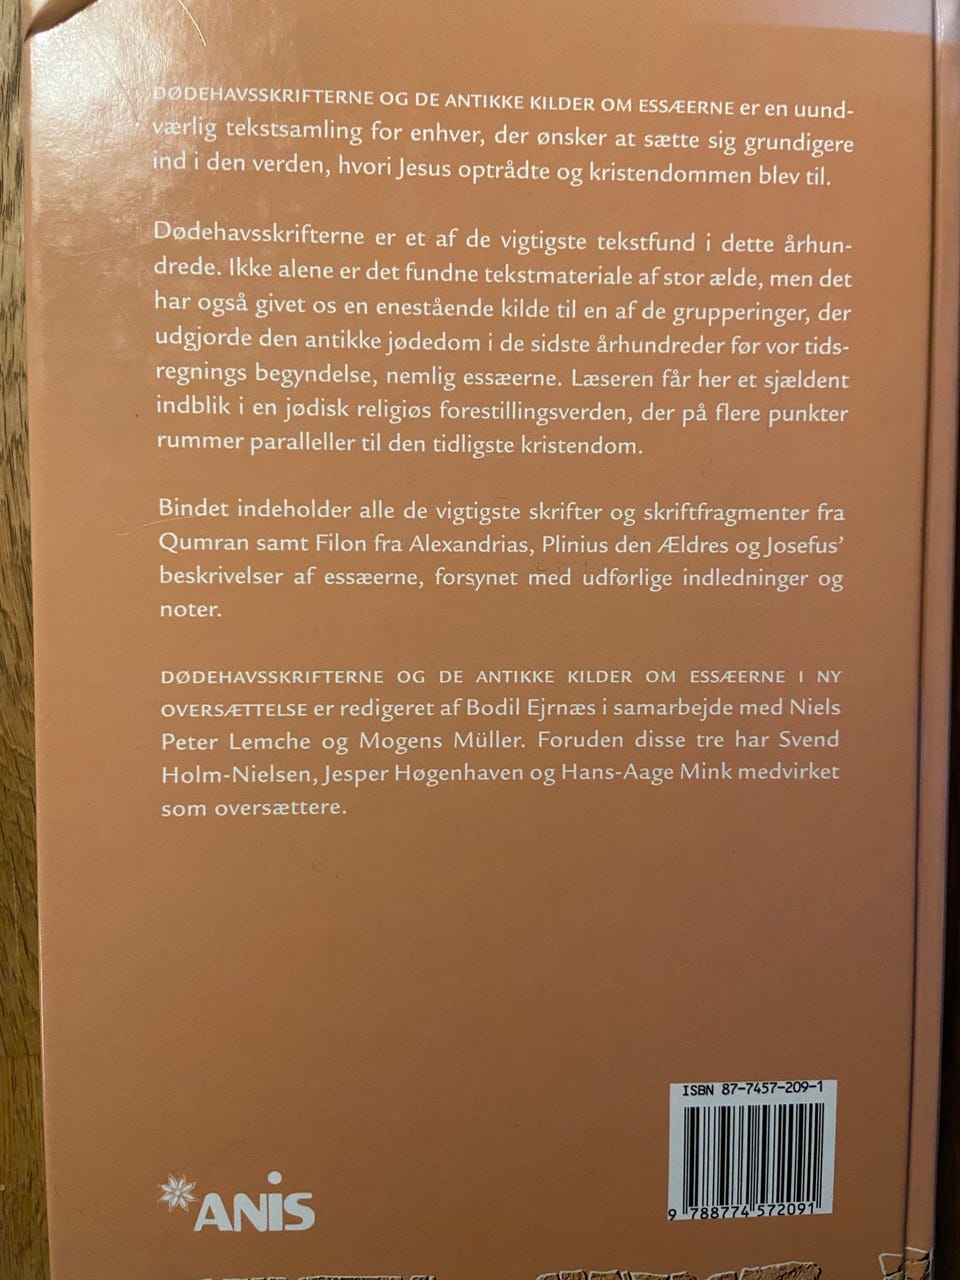 DØDEHAVSSKRIFTERNE OG DE ANTIKKE KILDER OM ESSÆERNE er en uund-
værlig tekstsamling for enhver, der ønsker at sætte sig grundigere
ind i den verden, hvori Jesus optrådte og kristendommen blev til.
Dødehavsskrifterne er et af de vigtigste tekstfund i dette århun-
drede. Ikke alene er det fundne tekstmateriale af stor ælde, men det
har også givet os en enestående kilde til en af de grupperinger, der
udgjorde den antikke jødedom i de sidste århundreder før vor tids-
regnings begyndelse, nemlig essæerne. Læseren får her et sjældent
indblik i en jødisk religiøs forestillingsverden, der på flere punkter
rummer paralleller til den tidligste kristendom.
Bindet indeholder alle de vigtigste skrifter og skriftfragmenter fra
Qumran samt Filon fra Alexandrias, Plinius den Ældres og Josefus’
beskrivelser af essæerne, forsynet med udførlige indledninger og
noter.
DØDEHAVSSKRIFTERNE OG DE ANTIKKE KILDER OM ESSÆERNE I NY
OVERSÆTTELSE er redigeret af Bodil Ejrnæs i samarbejde med Niels
Peter Lemche og Mogens Müller. Foruden disse tre har Svend
Holm-Nielsen, Jesper Høgenhaven og Hans-Aage Mink medvirket
som oversættere.
ISBN 87-7457-209-1
9 788774 572091
ANIS